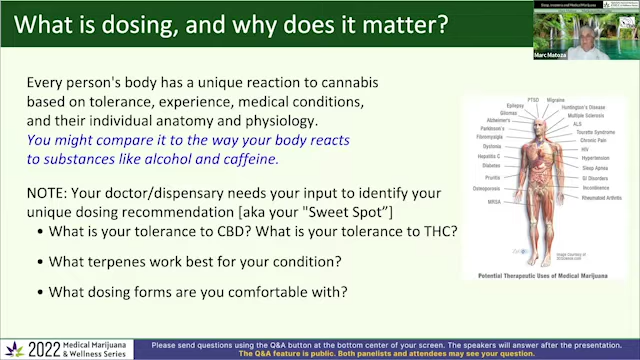 What is dosing, and why does it matter?
Marc Matoza
Every person's body has a unique reaction to cannabis
based on tolerance, experience, medical conditions,
and their individual anatomy and physiology.
You might compare it to the way your body reacts
to substances like alcohol and caffeine.
NOTE: Your doctor/dispensary needs your input to identify your
unique dosing recommendation [aka your "Sweet Spot"]
• What is your tolerance to CBD? What is your tolerance to THC?
• What terpenes work best for your condition?
• What dosing forms are you comfortable with?
PTSD
Migraine
Epilepsy
Huntington's Disease
Gliomas
Multiple Sclerosis
Alzheimer's
ALS
Parkinson's
Tourette Syndrome
Fibromyalgia
Chronic Pain
Dystonia
HIV
Hepatitis C
Hypertension
Diabetes
Sleep Apnea
Pruritis
GI Disorders
Osteoporosis
Incontinence
MRSA
Rheumatoid Arthritis
Image Courtesy of
Potential Therapeutic Uses of Medical Marijuana
2022 Medical Marijuana
& Wellness Series
Please send questions using the Q&A button at the bottom center of your screen. The speakers will answer after the presentation.
The Q&A feature is public. Both panelists and attendees may see your question.